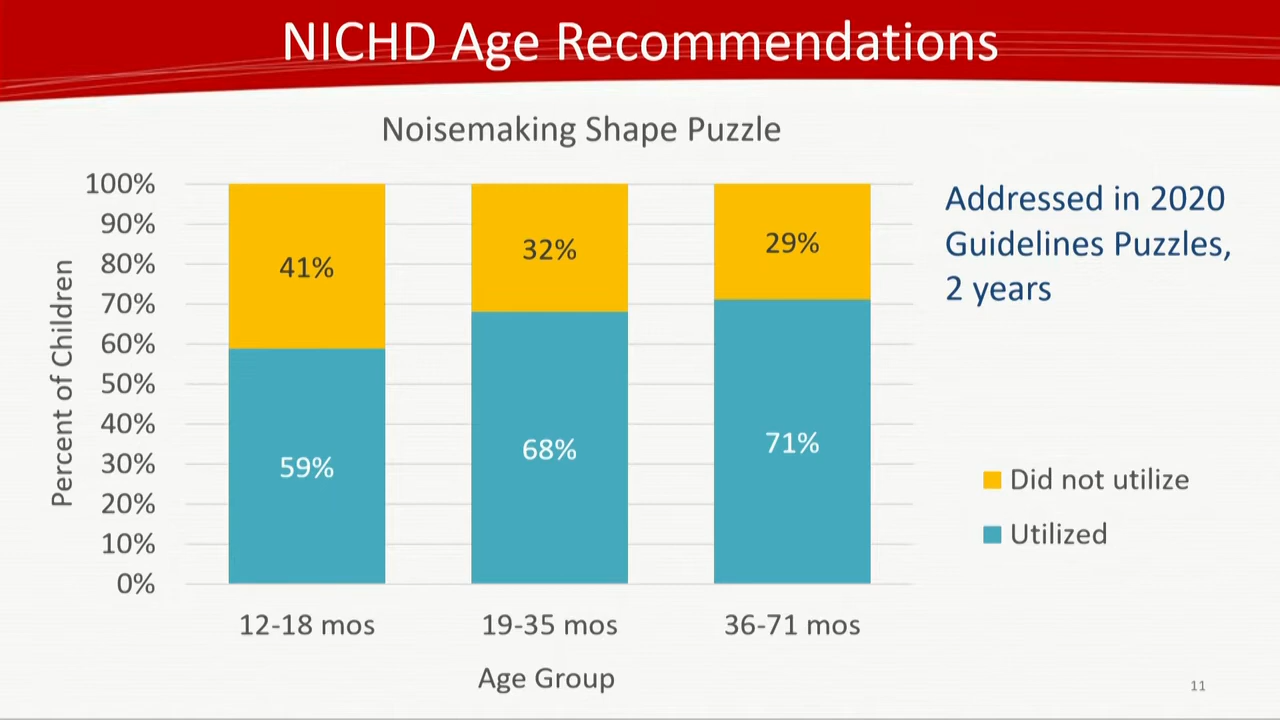 NICHD Age Recommendations
Noisemaking Shape Puzzle
100%
90%
80%
70%
60%
50%
40%
30%
20%
10%
0%
Percent of Children
41%
32%
29%
59%
68%
71%
12-18 mos
19-35 mos
36-71 mos
Age Group
Addressed in 2020
Guidelines Puzzles,
2 years
Did not utilize
Utilized
11